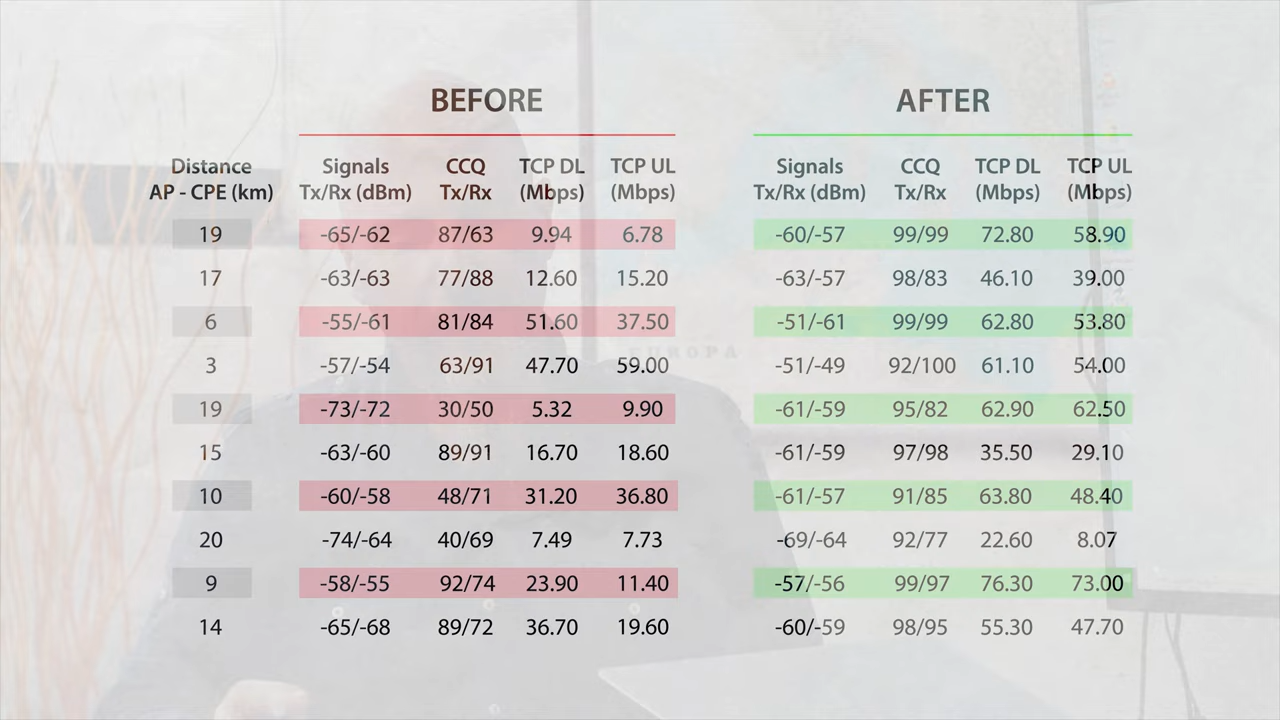 BEFORE AFTER
Distance Signals CCQ TCP DL TCP UL Signals CCQ TCP DL TCP UL
AP - CPE (km) Tx/Rx (dBm) Tx/Rx (Mbps) (Mbps) Tx/Rx (dBm) Tx/Rx (Mbps) (Mbps)
19 -65/-62 87/63 9.94 6.78 -60/-57 99/99 72.80 58.90
17 -63/-63 77/88 12.60 15.20 -63/-57 98/83 46.10 39.00
6 -55/-61 81/84 51.60 37.50 -51/-61 99/99 62.80 53.80
EUROPA
3 -57/-54 63/91 47.70 59.00 -51/-49 92/100 61.10 54.00
19 -73/-72 30/50 5.32 9.90 -61/-59 95/82 62.90 62.50
15 -63/-60 89/91 16.70 18.60 -61/-59 97/98 35.50 29.10
10 -60/-58 48/71 31.20 36.80 -61/-57 91/85 63.80 48.40
20 -74/-64 40/69 7.49 7.73 -69/-64 92/77 22.60 8.07
9 -58/-55 92/74 23.90 11.40 -57/-56 99/97 76.30 73.00
14 -65/-68 89/72 36.70 19.60 -60/-59 98/95 55.30 47.70